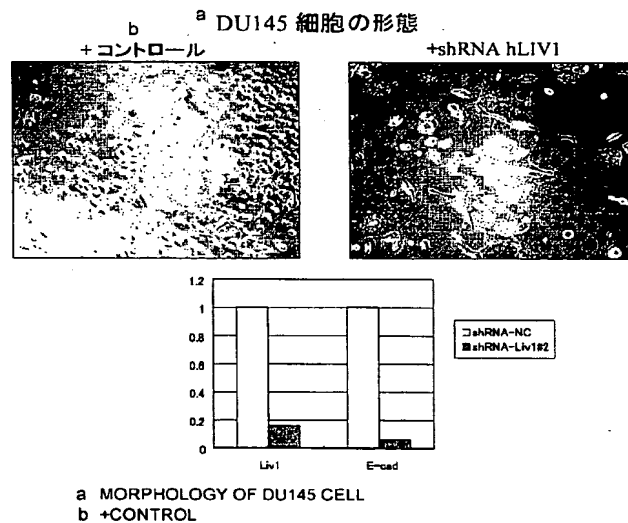 a DU145 細胞の形態
b
+ コントロール
+shRNA hLIV1
1.2
1
0.8
0.6
0.4
0.2
0
Liv1
E-cad
shRNA-NC
shRNA-Liv1#2
a MORPHOLOGY OF DU145 CELL
b +CONTROL